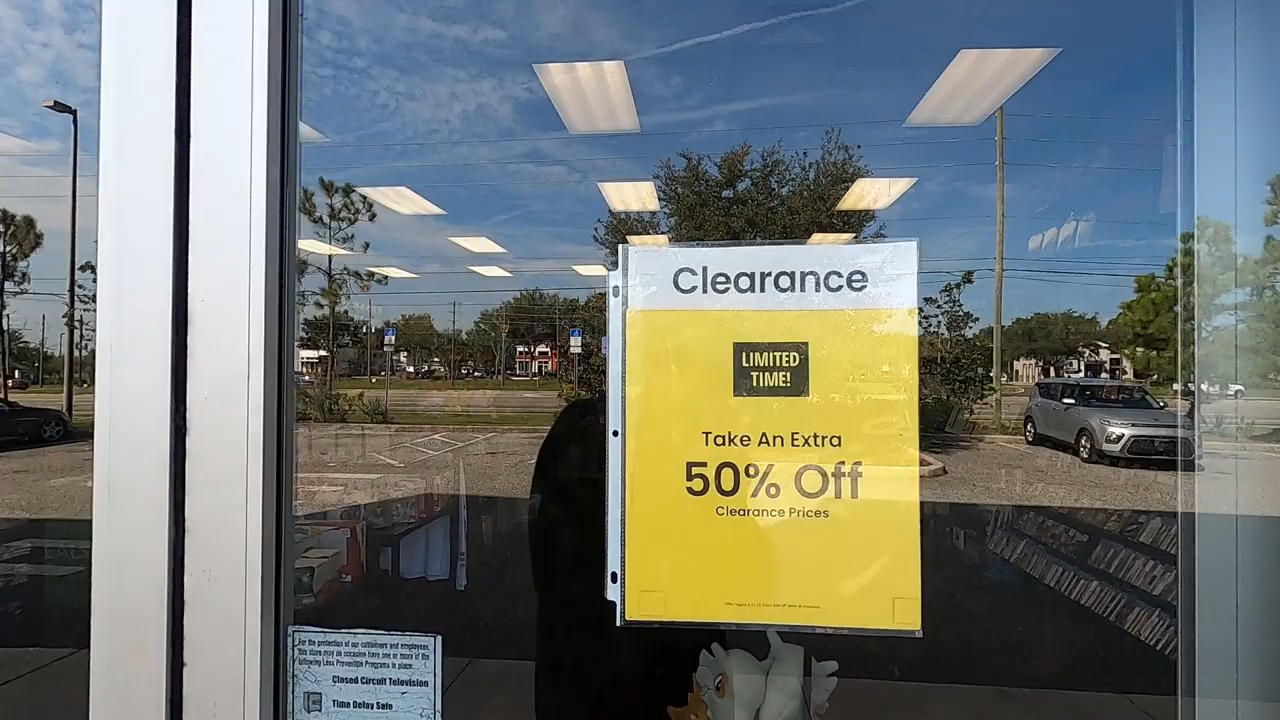 Clearance
LIMITED
TIME!
Take An Extra
50% Off
Clearance Prices
For the protection of our customers and employees,
this store may on occasion have one or more of the
following Loss Prevention Programs in place:
Closed Circuit Television
Time Delay Safe